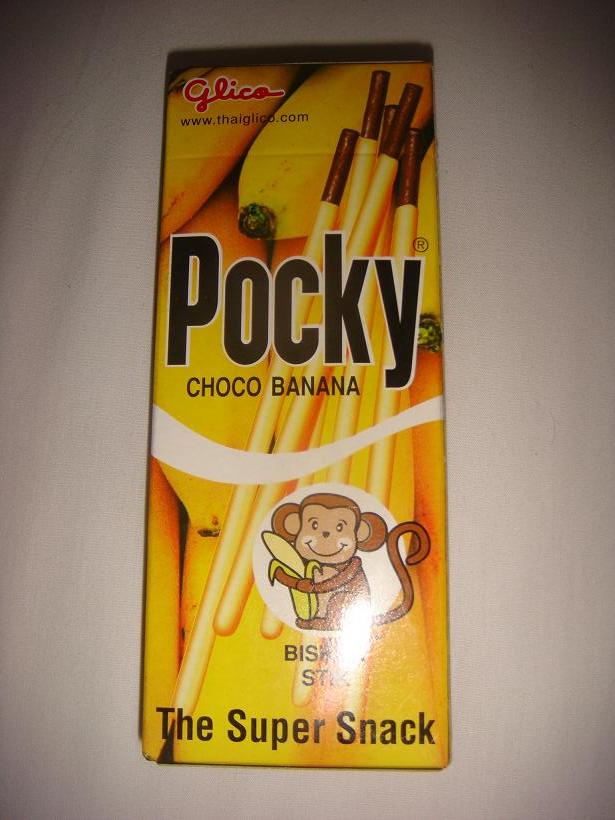 Glico
www.thaiglico.com
Pocky®
CHOCO BANANA
The Super Snack